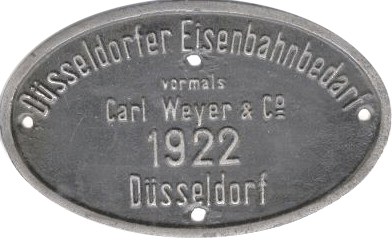 Düsseldorfer Eisenbahnbedarf
vormals
Carl Weyer & Cº
1922
Düsseldorf